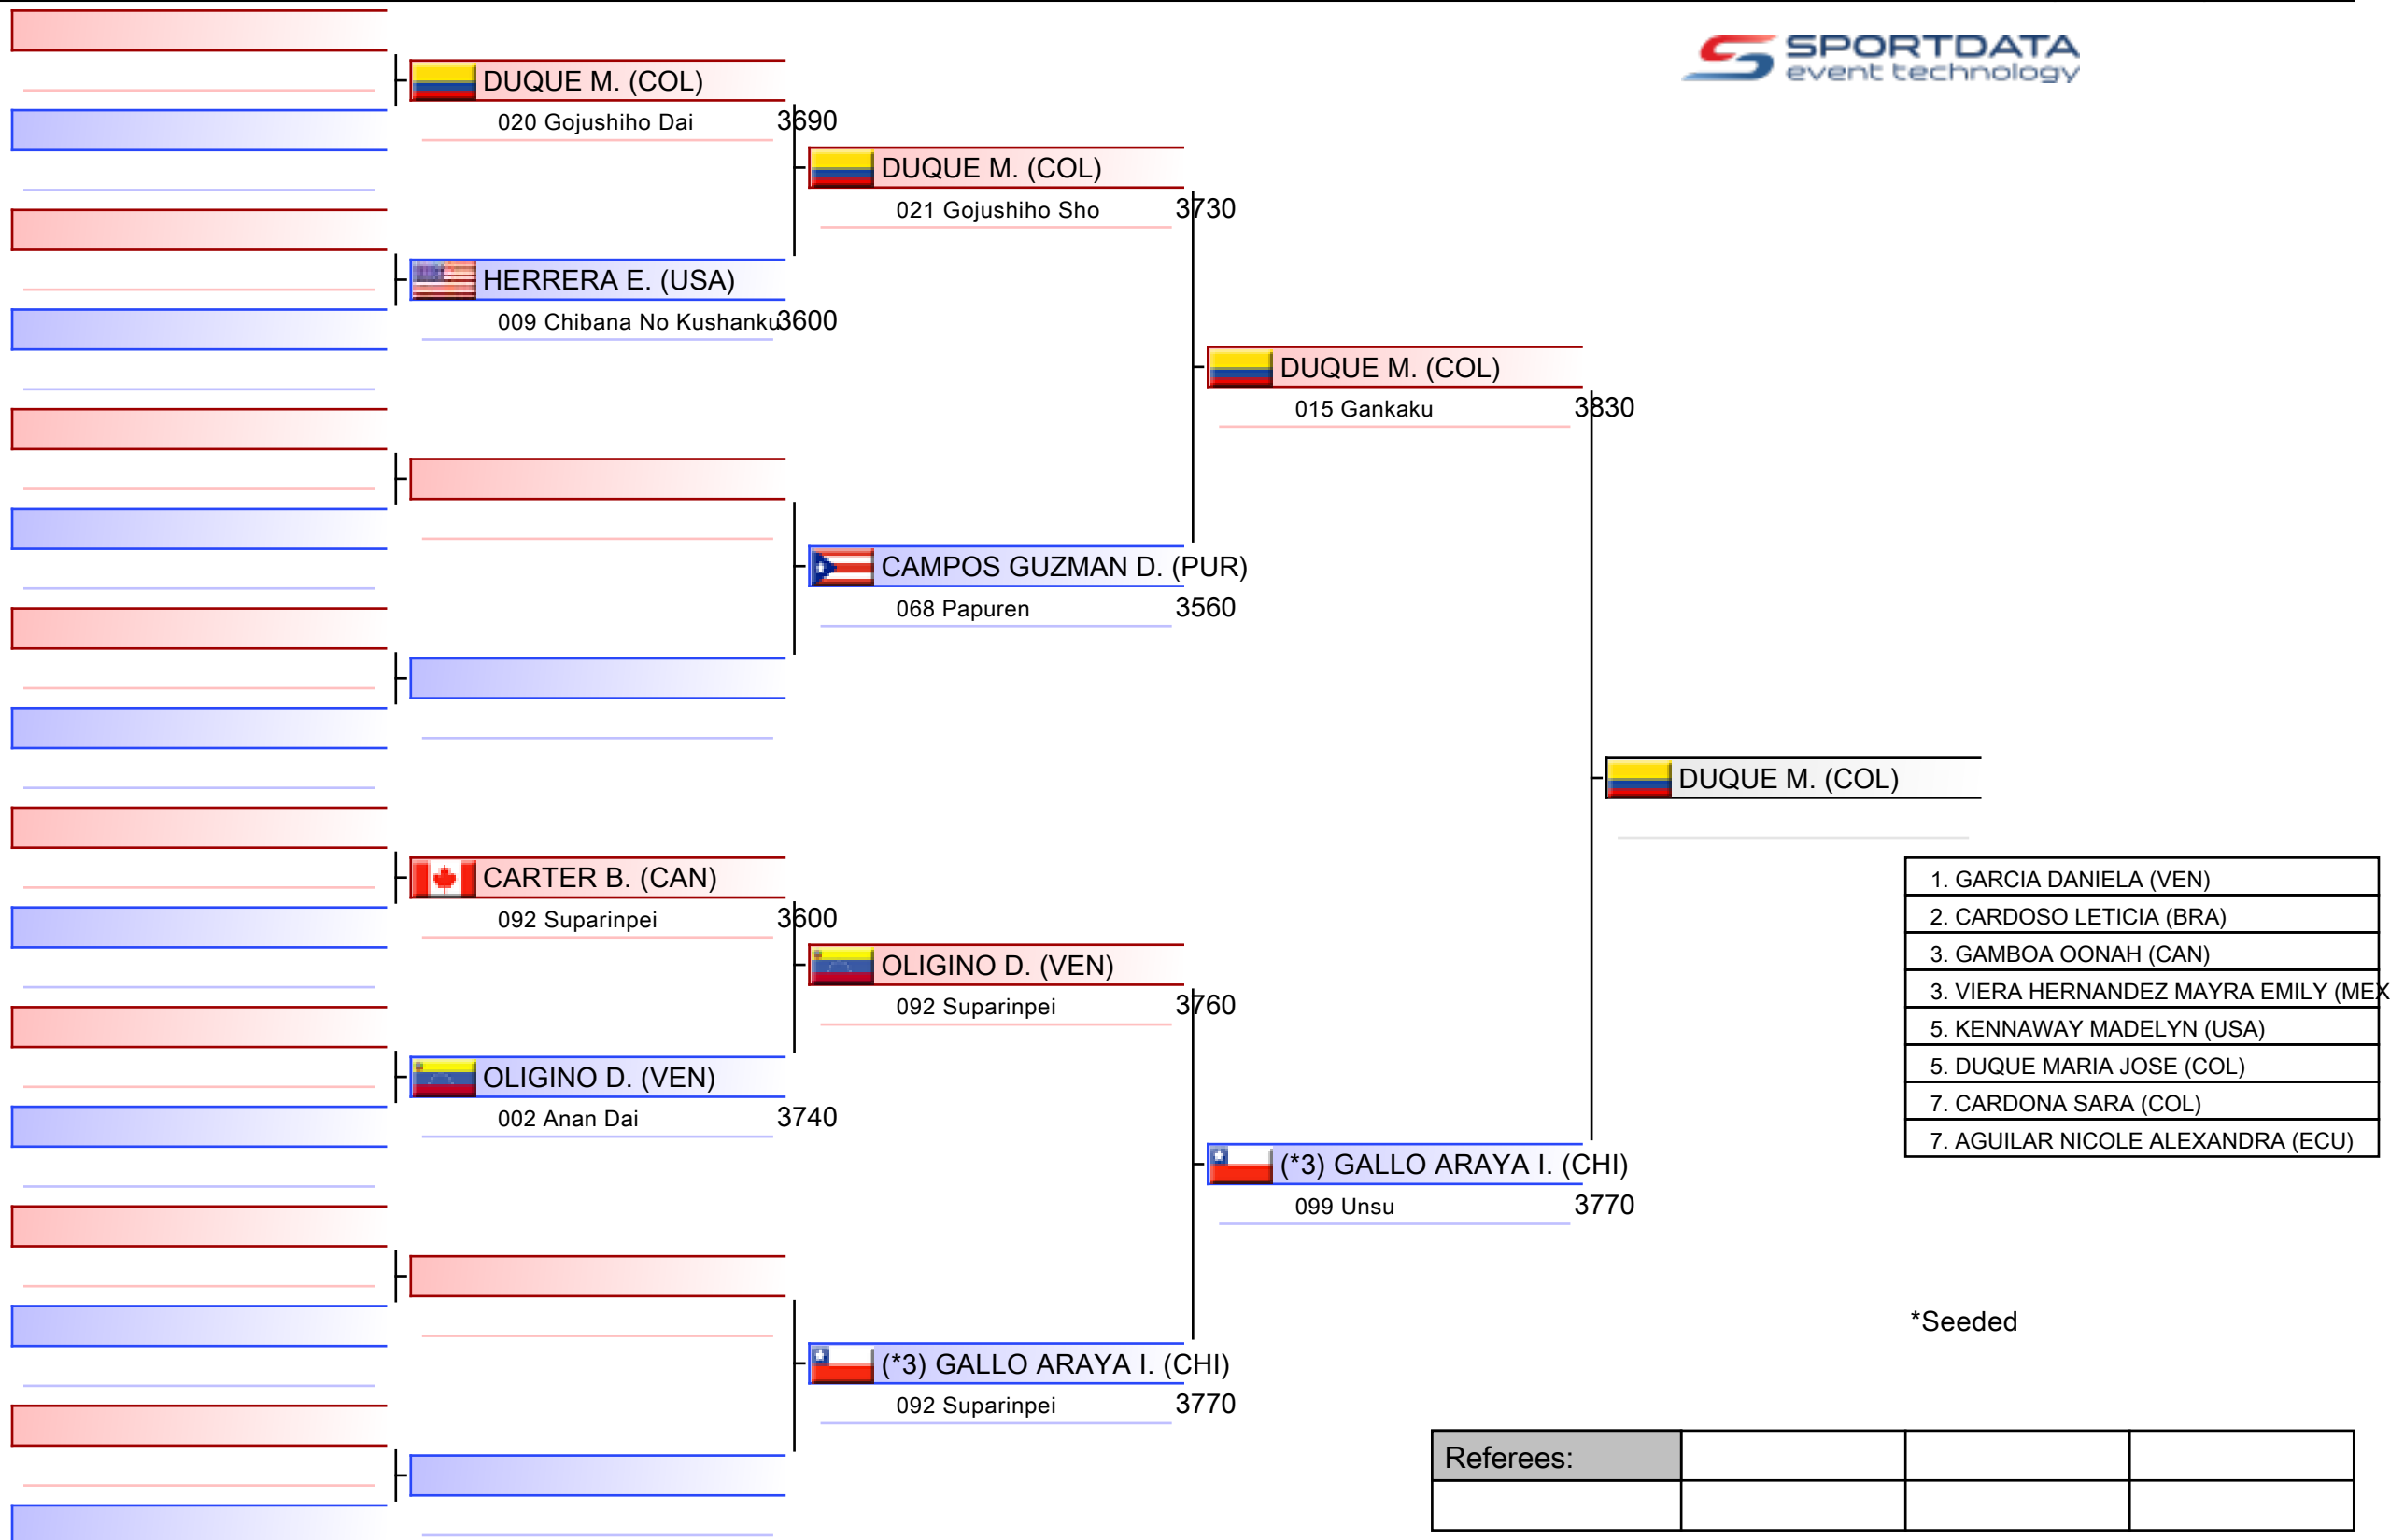 SPORTDATA
event technology
DUQUE M. (COL)
020 Gojushiho Dai 3690
DUQUE M. (COL)
021 Gojushiho Sho 3730
HERRERA E. (USA)
009 Chibana No Kushanku 3600
DUQUE M. (COL)
015 Gankaku 3830
CAMPOS GUZMAN D. (PUR)
068 Papuren 3560
DUQUE M. (COL)
CARTER B. (CAN)
092 Suparinpei 3600
OLIGINO D. (VEN)
092 Suparinpei 3760
OLIGINO D. (VEN)
002 Anan Dai 3740
(*3) GALLO ARAYA I. (CHI)
099 Unsu 3770
(*3) GALLO ARAYA I. (CHI)
092 Suparinpei 3770
1. GARCIA DANIELA (VEN)
2. CARDOSO LETICIA (BRA)
3. GAMBOA OONAH (CAN)
3. VIERA HERNANDEZ MAYRA EMILY (MEX
5. KENNAWAY MADELYN (USA)
5. DUQUE MARIA JOSE (COL)
7. CARDONA SARA (COL)
7. AGUILAR NICOLE ALEXANDRA (ECU)
*Seeded
Referees: